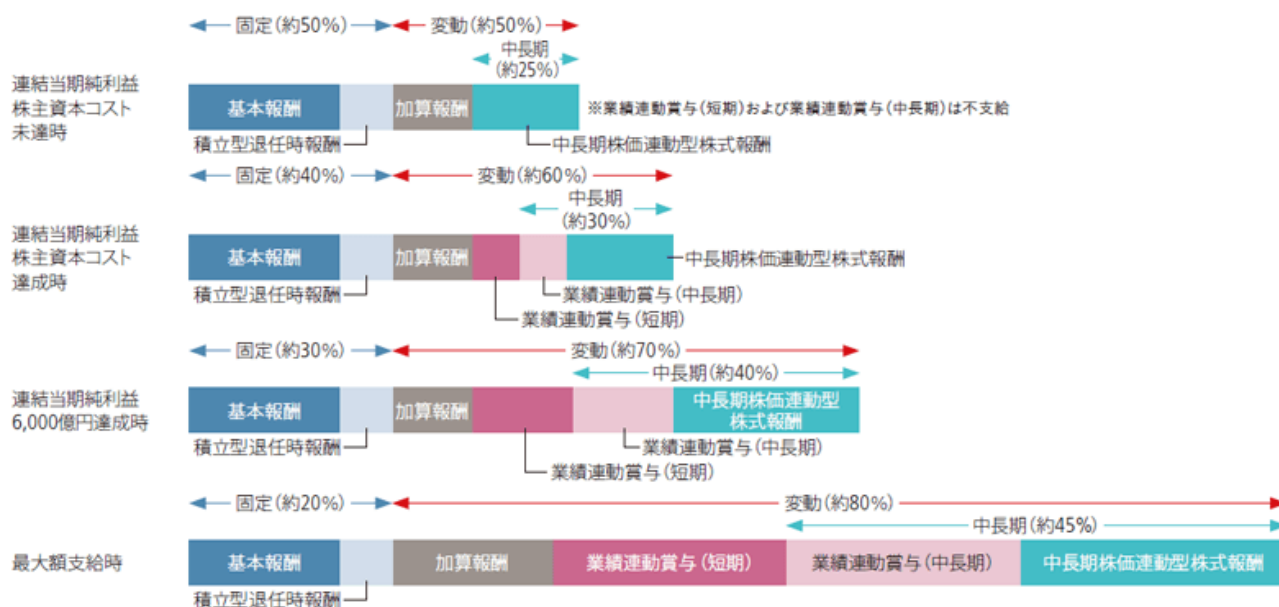 固定(約50%)
変動(約50%)
中長期
(約25%)
連結当期純利益
株主資本コスト
未達時
基本報酬
加算報酬
※業績連動賞与(短期)および業績連動賞与(中長期)は不支給
積立型退任時報酬
中長期株価連動型株式報酬
固定(約40%)
変動(約60%)
中長期
(約30%)
連結当期純利益
株主資本コスト
達成時
基本報酬
加算報酬
中長期株価連動型株式報酬
積立型退任時報酬
業績連動賞与(中長期)
業績連動賞与(短期)
固定(約30%)
変動(約70%)
中長期(約40%)
連結当期純利益
6,000億円達成時
基本報酬
加算報酬
中長期株価連動型
株式報酬
積立型退任時報酬
業績連動賞与(中長期)
業績連動賞与(短期)
固定(約20%)
変動(約80%)
中長期(約45%)
最大額支給時
基本報酬
加算報酬
業績連動賞与(短期)
業績連動賞与(中長期)
中長期株価連動型株式報酬
積立型退任時報酬